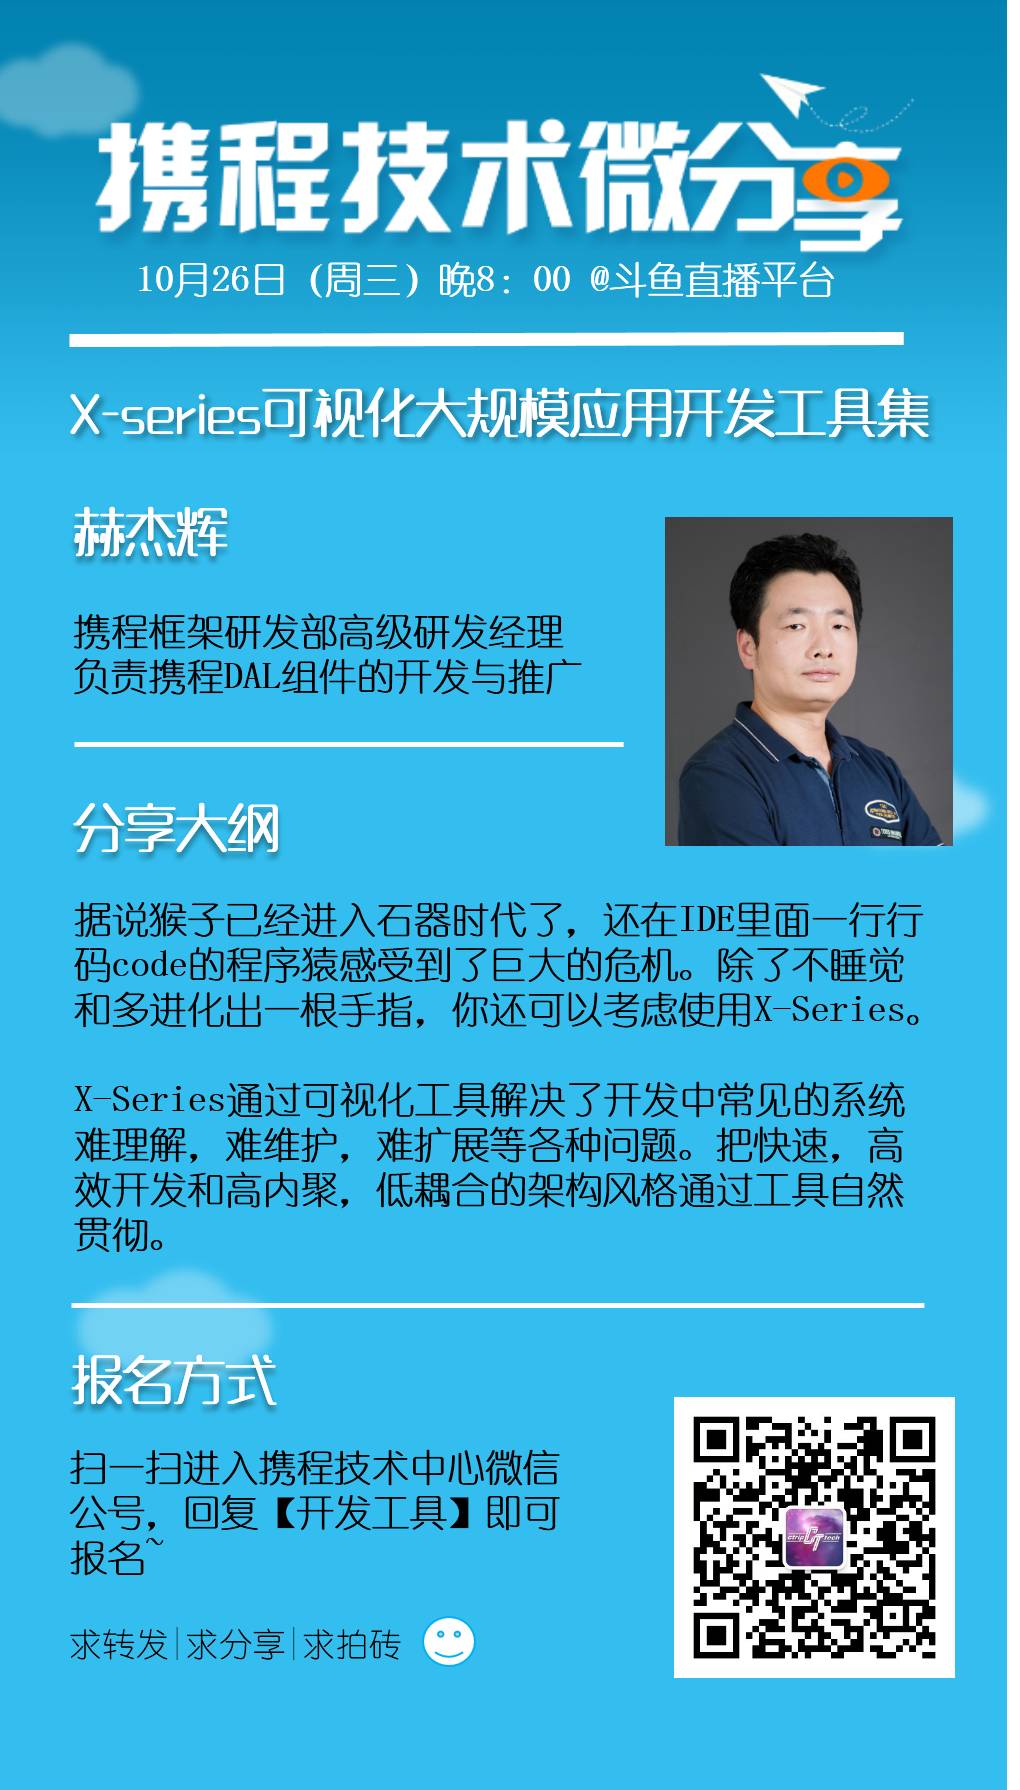 携程技术微分享
10月26日（周三）晚8：00 @斗鱼直播平台
X-series可视化大规模应用开发工具集
赫杰辉
携程框架研发部高级研发经理
负责携程DAL组件的开发与推广
分享大纲
据说猴子已经进入石器时代了，还在IDE里面一行行
码code的程序猿感受到了巨大的危机。除了不睡觉
和多进化出一根手指，你还可以考虑使用X-Series。
X-Series通过可视化工具解决了开发中常见的系统
难理解，难维护，难扩展等各种问题。把快速，高
效开发和高内聚，低耦合的架构风格通过工具自然
贯彻。
报名方式
扫一扫进入携程技术中心微信
公号，回复【开发工具】即可
报名~
ctrip CT tech
求转发|求分享|求拍砖